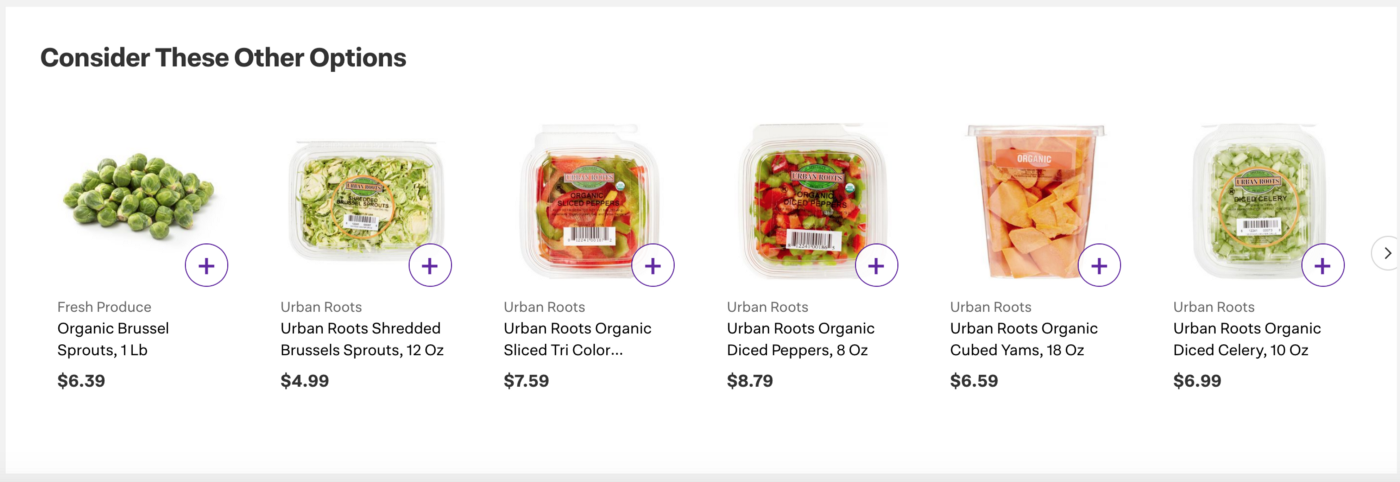 Consider These Other Options
URBAN ROOTS
SHREDDED
BRUSSEL SPROUTS
URBAN ROOTS
ORGANIC
SLICED PEPPERS
URBAN ROOTS
ORGANIC
DICED PEPPERS
ORGANIC
URBAN ROOTS
DICED CELERY
Fresh Produce
Organic Brussel
Sprouts, 1 Lb
$6.39
Urban Roots
Urban Roots Shredded
Brussels Sprouts, 12 Oz
$4.99
Urban Roots
Urban Roots Organic
Sliced Tri Color...
$7.59
Urban Roots
Urban Roots Organic
Diced Peppers, 8 Oz
$8.79
Urban Roots
Urban Roots Organic
Cubed Yams, 18 Oz
$6.59
Urban Roots
Urban Roots Organic
Diced Celery, 10 Oz
$6.99